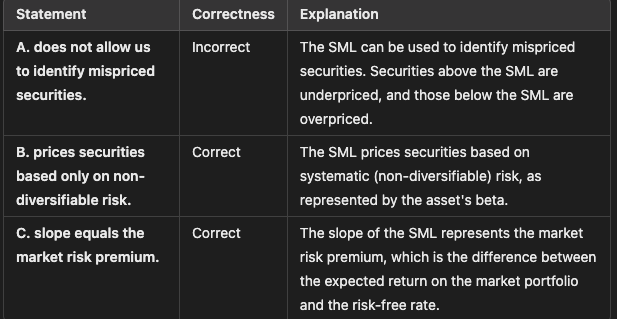 Statement Correctness Explanation
A. does not allow us Incorrect The SML can be used to identify mispriced
to identify mispriced securities. Securities above the SML are
securities. underpriced, and those below the SML are
overpriced.
B. prices securities Correct The SML prices securities based on
based only on non- systematic (non-diversifiable) risk, as
diversifiable risk. represented by the asset's beta.
C. slope equals the Correct The slope of the SML represents the market
market risk premium. risk premium, which is the difference between
the expected return on the market portfolio
and the risk-free rate.